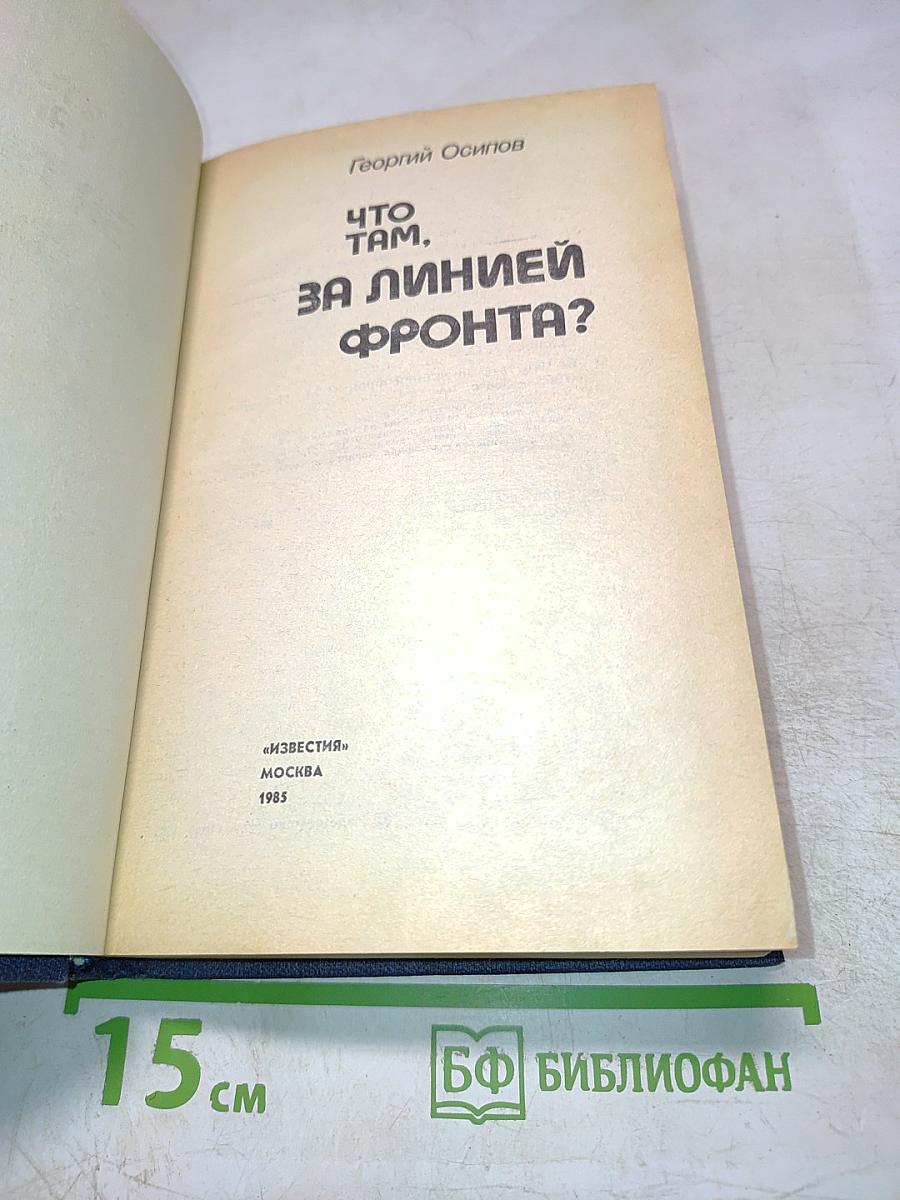 Георгий Осипов
ЧТО
ТАМ,
ЗА ЛИНИЕЙ
ФРОНТА?
«ИЗВЕСТИЯ»
МОСКВА
1985
15 см
БФ БИБЛИОФАН